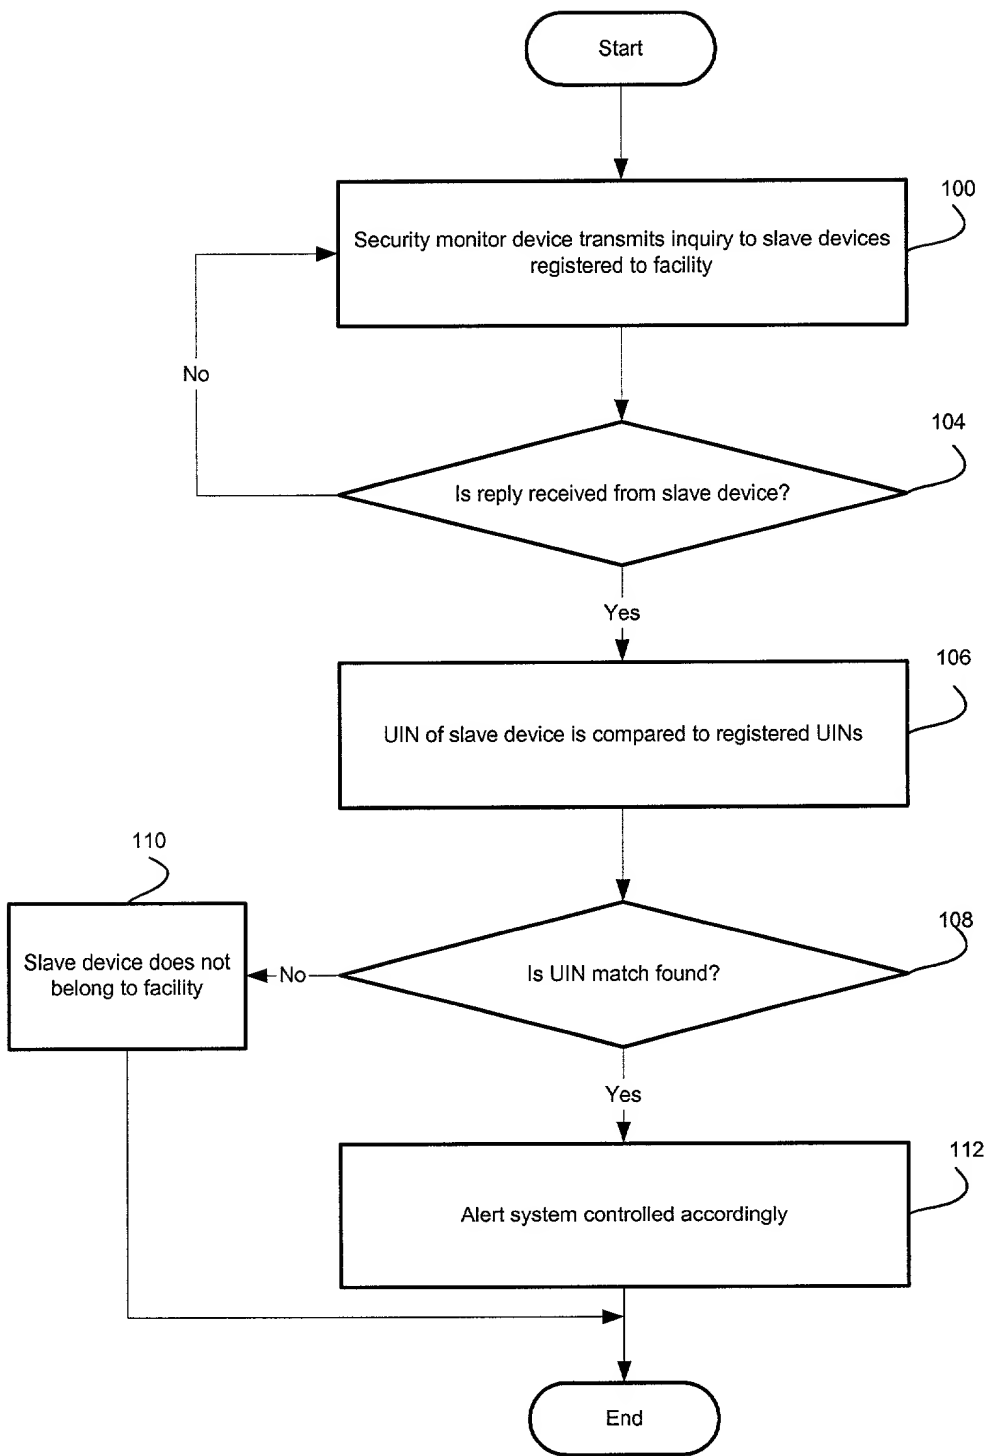 Start
100
Security monitor device transmits inquiry to slave devices
registered to facility
No
104
Is reply received from slave device?
Yes
106
UIN of slave device is compared to registered UINs
110
108
Slave device does not
belong to facility
No
Is UIN match found?
Yes
112
Alert system controlled accordingly
End